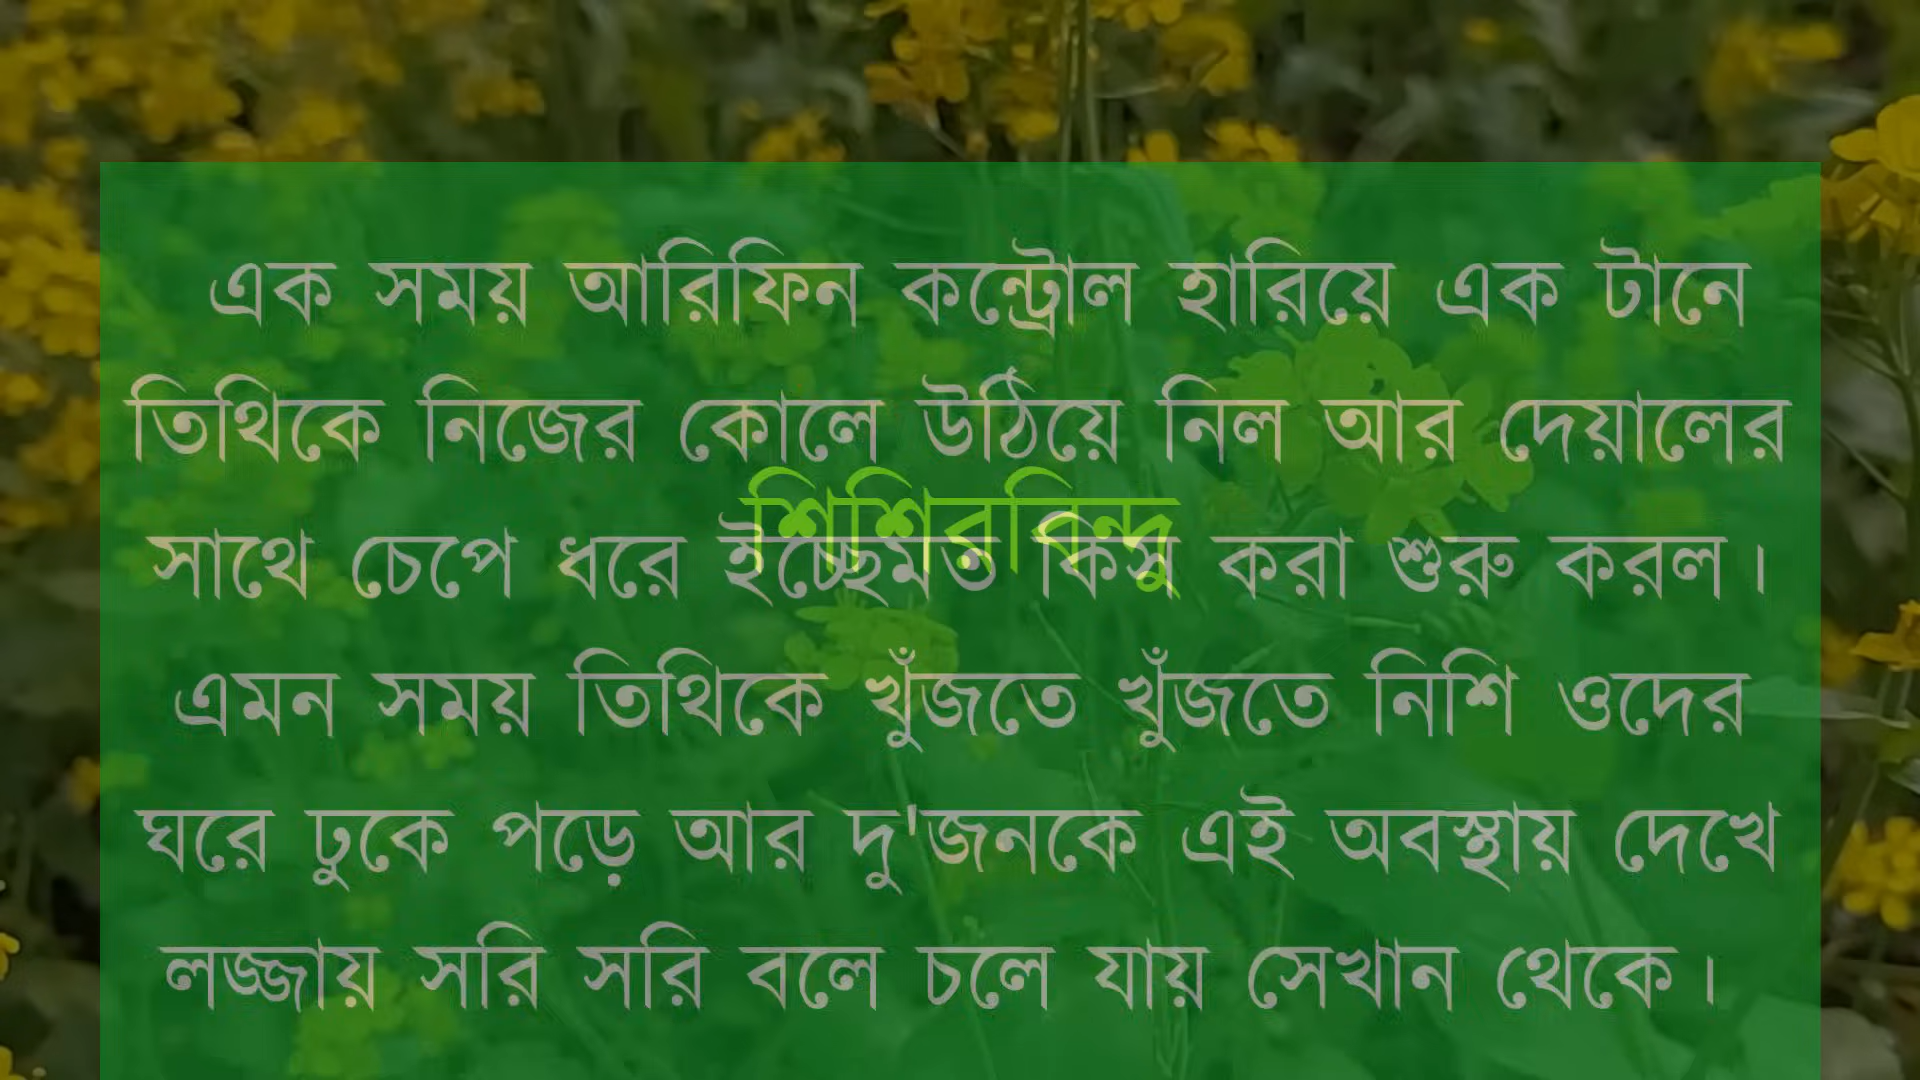 এক সময় আরিফিন কন্ট্রোল হারিয়ে এক টানে
তিথিকে নিজের কোলে উঠিয়ে নিল আর দেয়ালের
শিশিরবিন্দু
সাথে চেপে ধরে ইচ্ছেমত কিসু করা শুরু করল।
এমন সময় তিথিকে খুঁজতে খুঁজতে নিশি ওদের
ঘরে ঢুকে পড়ে আর দু'জনকে এই অবস্থায় দেখে
লজ্জায় সরি সরি বলে চলে যায় সেখান থেকে।